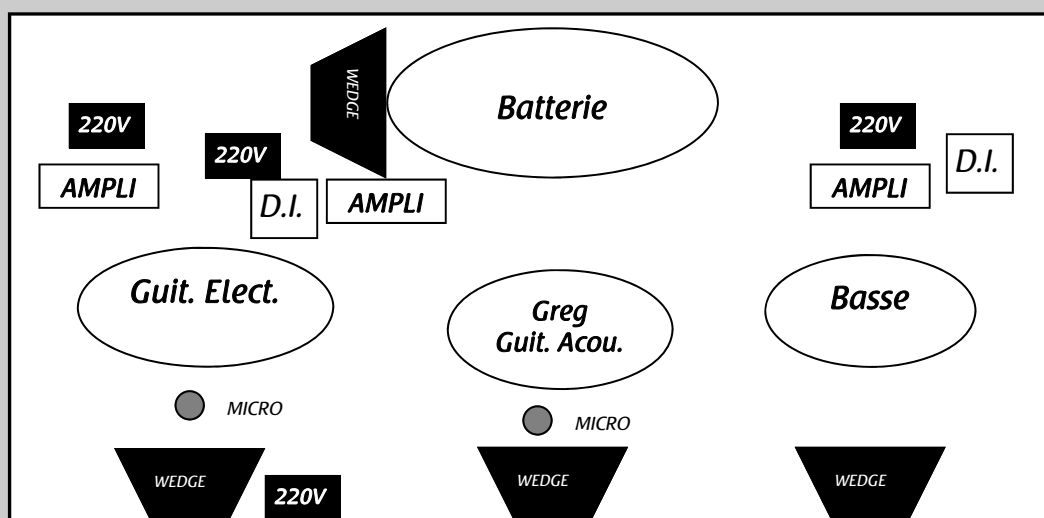 WEDGE
Batterie
220V
220V
220V
D.I.
AMPLI
D.I.
AMPLI
AMPLI
Guit. Elect.
Greg
Guit. Acou.
Basse
MICRO
MICRO
WEDGE
220V
WEDGE
WEDGE